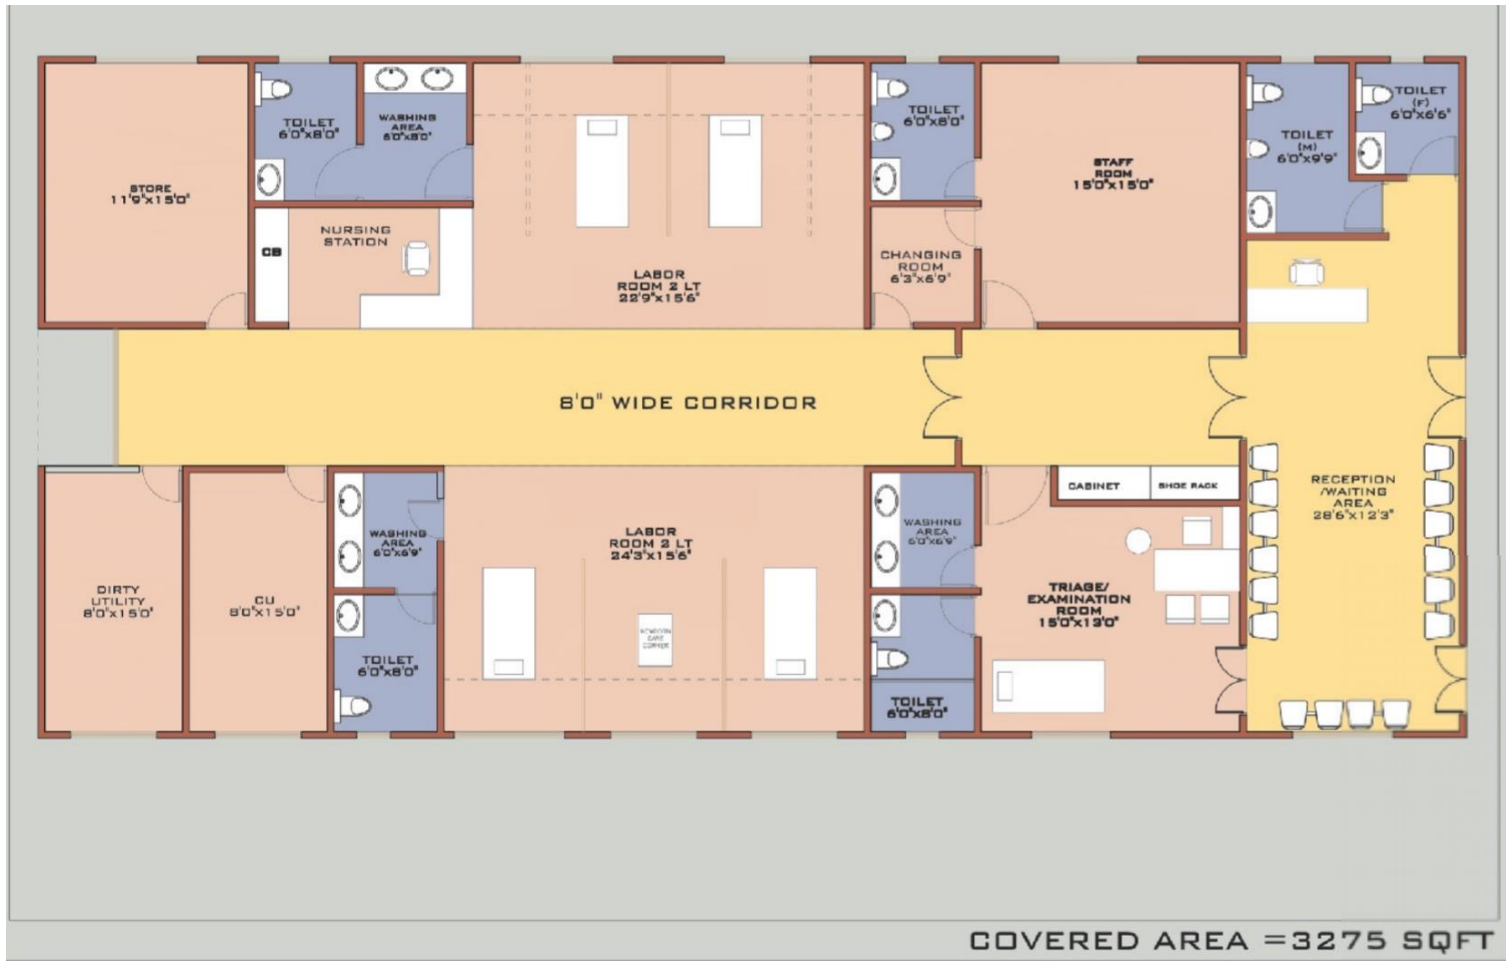 STORE
11'9"x15'0"
TOILET
6'0"x8'0"
WASHING
AREA
6'0"x8'0"
CB
NURSING
STATION
LABOR
ROOM 2 LT
22'9"x15'6"
TOILET
6'0"x8'0"
CHANGING
ROOM
6'3"x6'9"
STAFF
ROOM
15'0"x15'0"
TOILET
(M)
6'0"x9'9"
TOILET
(F)
6'0"x6'6"
8'0" WIDE CORRIDOR
DIRTY
UTILITY
8'0"x15'0"
CU
8'0"x15'0"
WASHING
AREA
6'0"x6'9"
TOILET
6'0"x8'0"
LABOR
ROOM 2 LT
24'3"x15'6"
NEWBORN
CARE
CORNER
WASHING
AREA
6'0"x6'9"
TOILET
6'0"x8'0"
CABINET
SHOE RACK
TRIAGE/
EXAMINATION
ROOM
15'0"x13'0"
RECEPTION
/WAITING
AREA
28'6"x12'3"
COVERED AREA =3275 SQFT